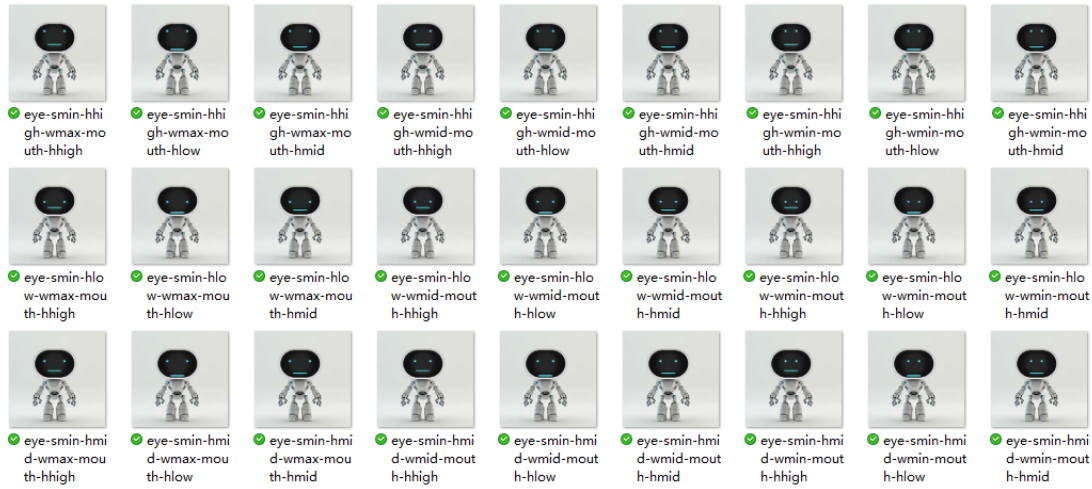 eye-smin-hhi
gh-wmax-mo
uth-hhigh
eye-smin-hhi
gh-wmax-mo
uth-hlow
eye-smin-hhi
gh-wmax-mo
uth-hmid
eye-smin-hhi
gh-wmid-mo
uth-hhigh
eye-smin-hhi
gh-wmid-mo
uth-hlow
eye-smin-hhi
gh-wmid-mo
uth-hmid
eye-smin-hhi
gh-wmin-mo
uth-hhigh
eye-smin-hhi
gh-wmin-mo
uth-hlow
eye-smin-hhi
gh-wmin-mo
uth-hmid
eye-smin-hlo
w-wmax-mou
th-hhigh
eye-smin-hlo
w-wmax-mou
th-hlow
eye-smin-hlo
w-wmax-mou
th-hmid
eye-smin-hlo
w-wmid-mout
h-hhigh
eye-smin-hlo
w-wmid-mout
h-hlow
eye-smin-hlo
w-wmid-mout
h-hmid
eye-smin-hlo
w-wmin-mout
h-hhigh
eye-smin-hlo
w-wmin-mout
h-hlow
eye-smin-hlo
w-wmin-mout
h-hmid
eye-smin-hmi
d-wmax-mou
th-hhigh
eye-smin-hmi
d-wmax-mou
th-hlow
eye-smin-hmi
d-wmax-mou
th-hmid
eye-smin-hmi
d-wmid-mout
h-hhigh
eye-smin-hmi
d-wmid-mout
h-hlow
eye-smin-hmi
d-wmid-mout
h-hmid
eye-smin-hmi
d-wmin-mout
h-hhigh
eye-smin-hmi
d-wmin-mout
h-hlow
eye-smin-hmi
d-wmin-mout
h-hmid